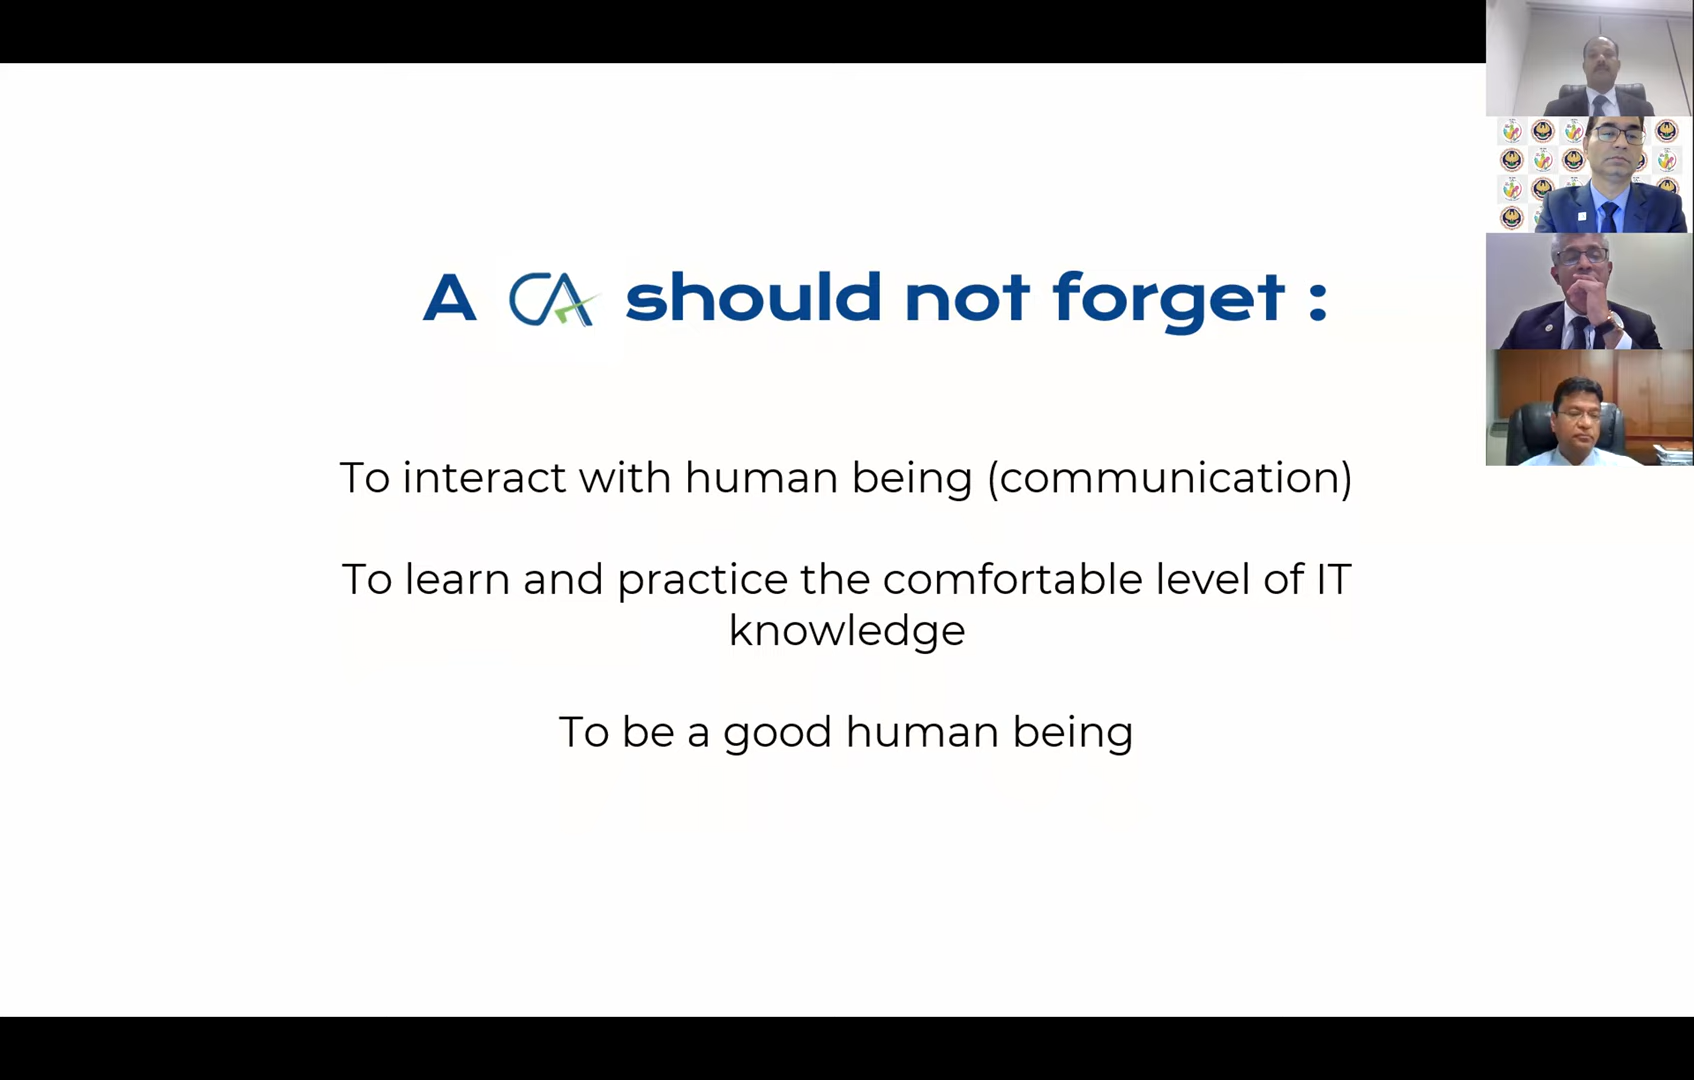 A CA should not forget :
To interact with human being (communication)
To learn and practice the comfortable level of IT
knowledge
To be a good human being